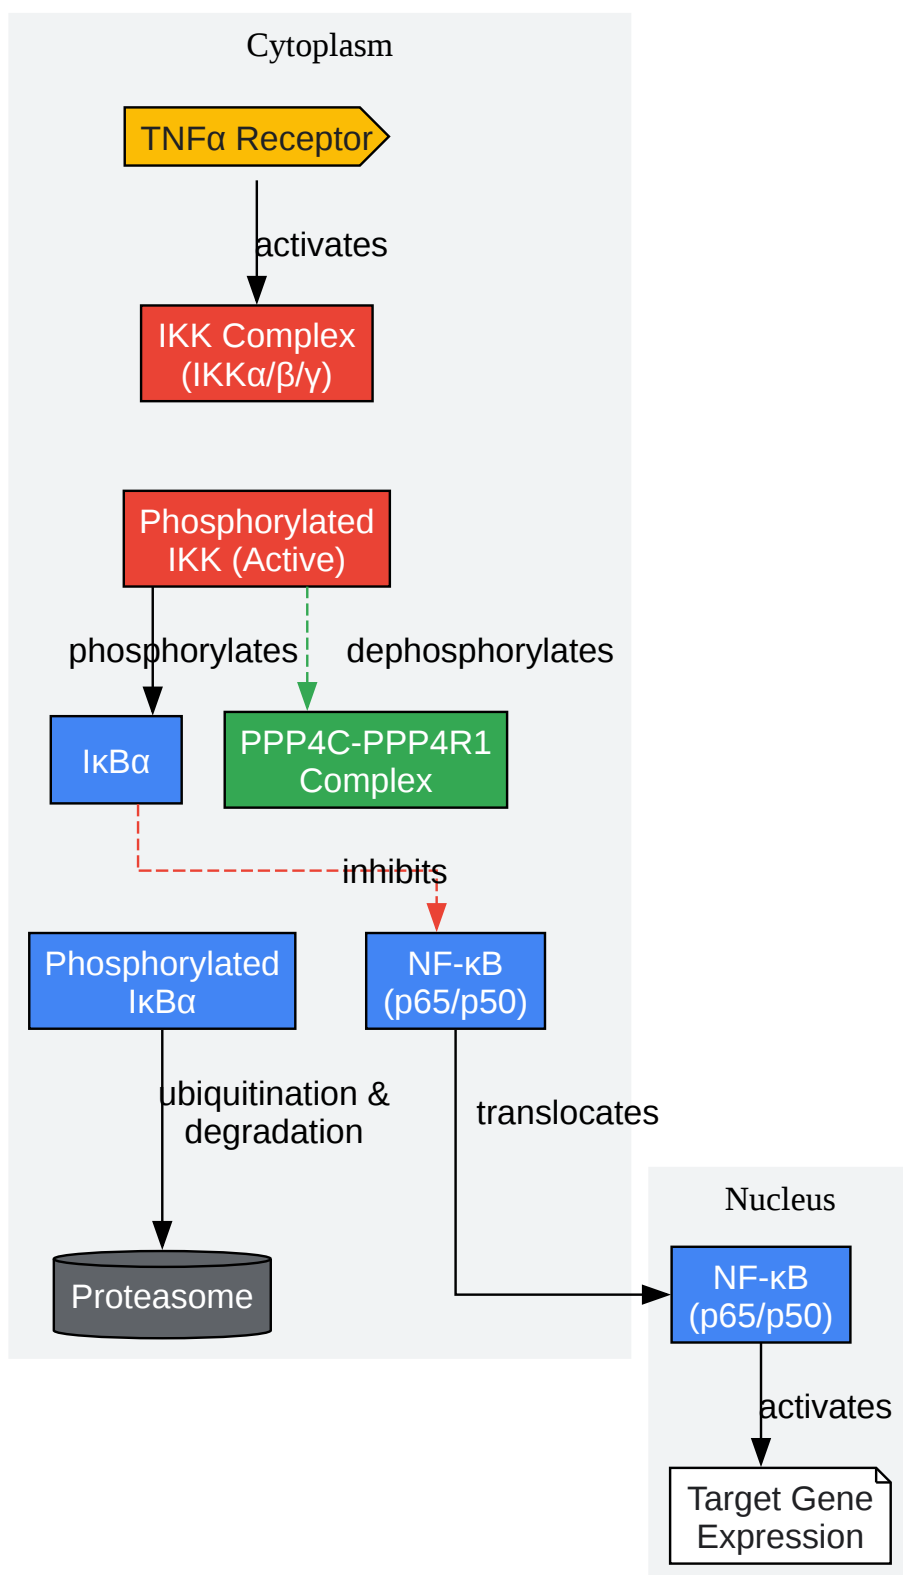 Cytoplasm
TNFα Receptor
activates
IKK Complex
(IKKα/β/γ)
Phosphorylated
IKK (Active)
phosphorylates
dephosphorylates
IκBα
PPP4C-PPP4R1
Complex
inhibits
Phosphorylated
IκBα
NF-κB
(p65/p50)
ubiquitination &
degradation
translocates
Proteasome
Nucleus
NF-κB
(p65/p50)
activates
Target Gene
Expression